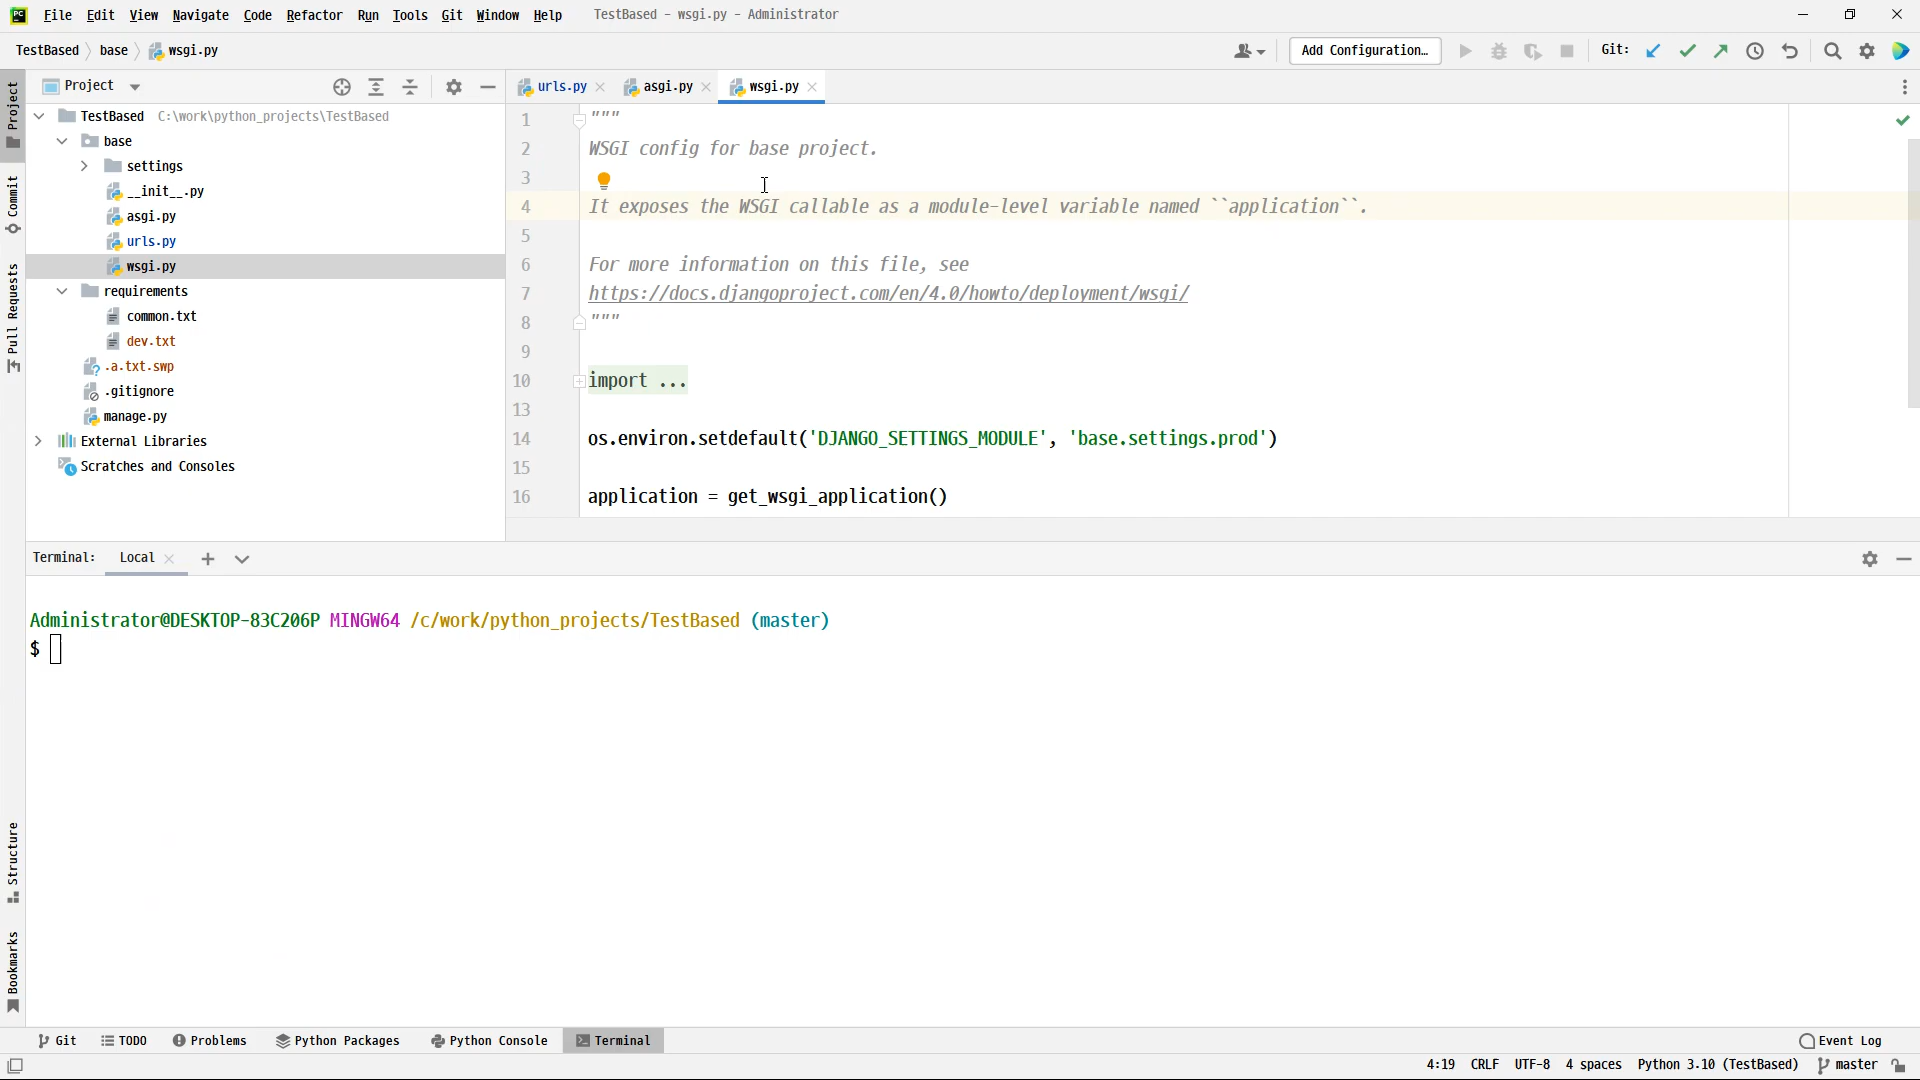 PC File Edit View Navigate Code Refactor Run Tools Git Window Help TestBased - wsgi.py - Administrator
TestBased base wsgi.py Add Configuration... Git:
Project
urls.py asgi.py wsgi.py
TestBased C:\work\python_projects\TestBased
base
settings
__init__.py
asgi.py
urls.py
wsgi.py
requirements
common.txt
dev.txt
.a.txt.swp
.gitignore
manage.py
External Libraries
Scratches and Consoles
Project
Commit
Pull Requests
Structure
Bookmarks
1 """
2 WSGI config for base project.
3
4 It exposes the WSGI callable as a module-level variable named ``application``.
5
6 For more information on this file, see
7 https://docs.djangoproject.com/en/4.0/howto/deployment/wsgi/
8 """
9
10 import ...
13
14 os.environ.setdefault('DJANGO_SETTINGS_MODULE', 'base.settings.prod')
15
16 application = get_wsgi_application()
Terminal: Local
Administrator@DESKTOP-83C206P MINGW64 /c/work/python_projects/TestBased (master)
$
Git TODO Problems Python Packages Python Console Terminal Event Log
4:19 CRLF UTF-8 4 spaces Python 3.10 (TestBased) master